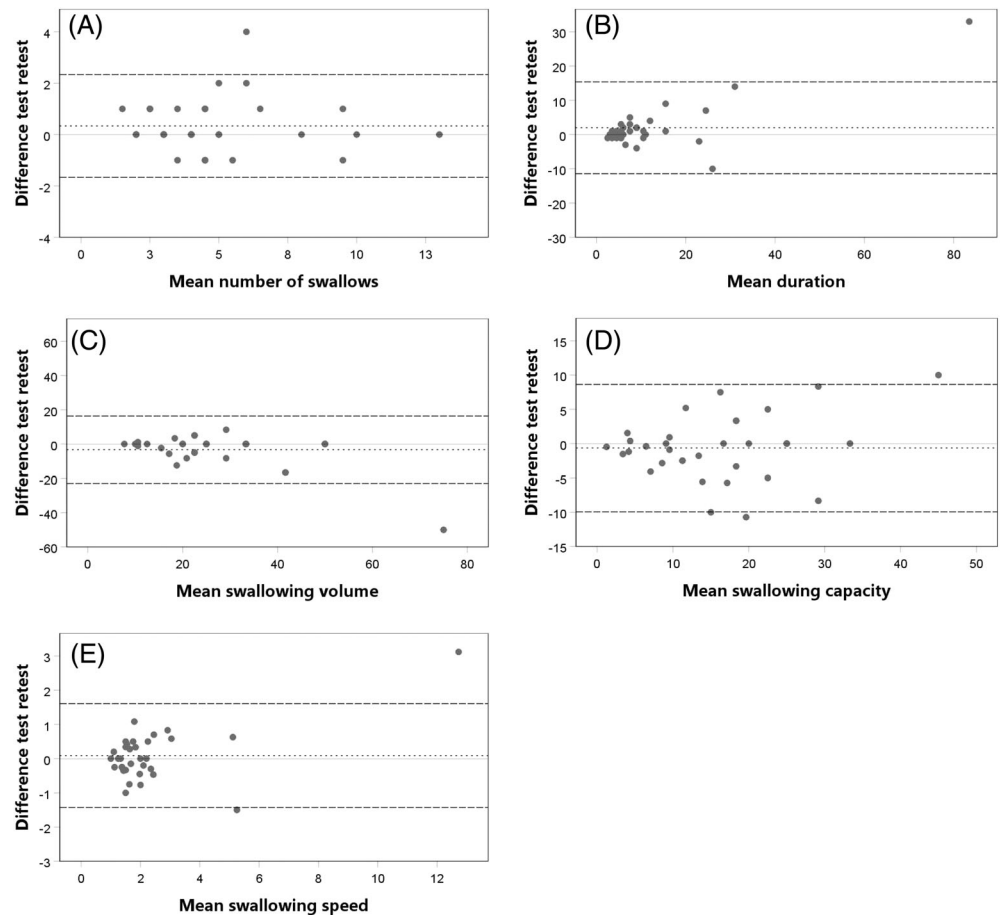 (A)
Difference test retest
4
2
0
-2
-4
0 3 5 8 10 13
Mean number of swallows
(B)
Difference test retest
30
20
10
0
-10
-20
-30
0 20 40 60 80
Mean duration
(C)
Difference test retest
60
40
20
0
-20
-40
-60
0 20 40 60 80
Mean swallowing volume
(D)
Difference test retest
15
10
5
0
-5
-10
-15
0 10 20 30 40 50
Mean swallowing capacity
(E)
Difference test retest
3
2
1
0
-1
-2
-3
0 2 4 6 8 10 12
Mean swallowing speed